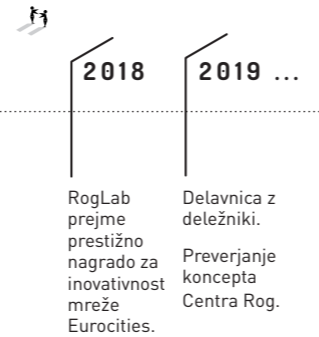 2018
RogLab
prejme
prestižno
nagrado za
inovativnost
mreže
Eurocities.
2019 ...
Delavnica z
deležniki.
Preverjanje
koncepta
Centra Rog.